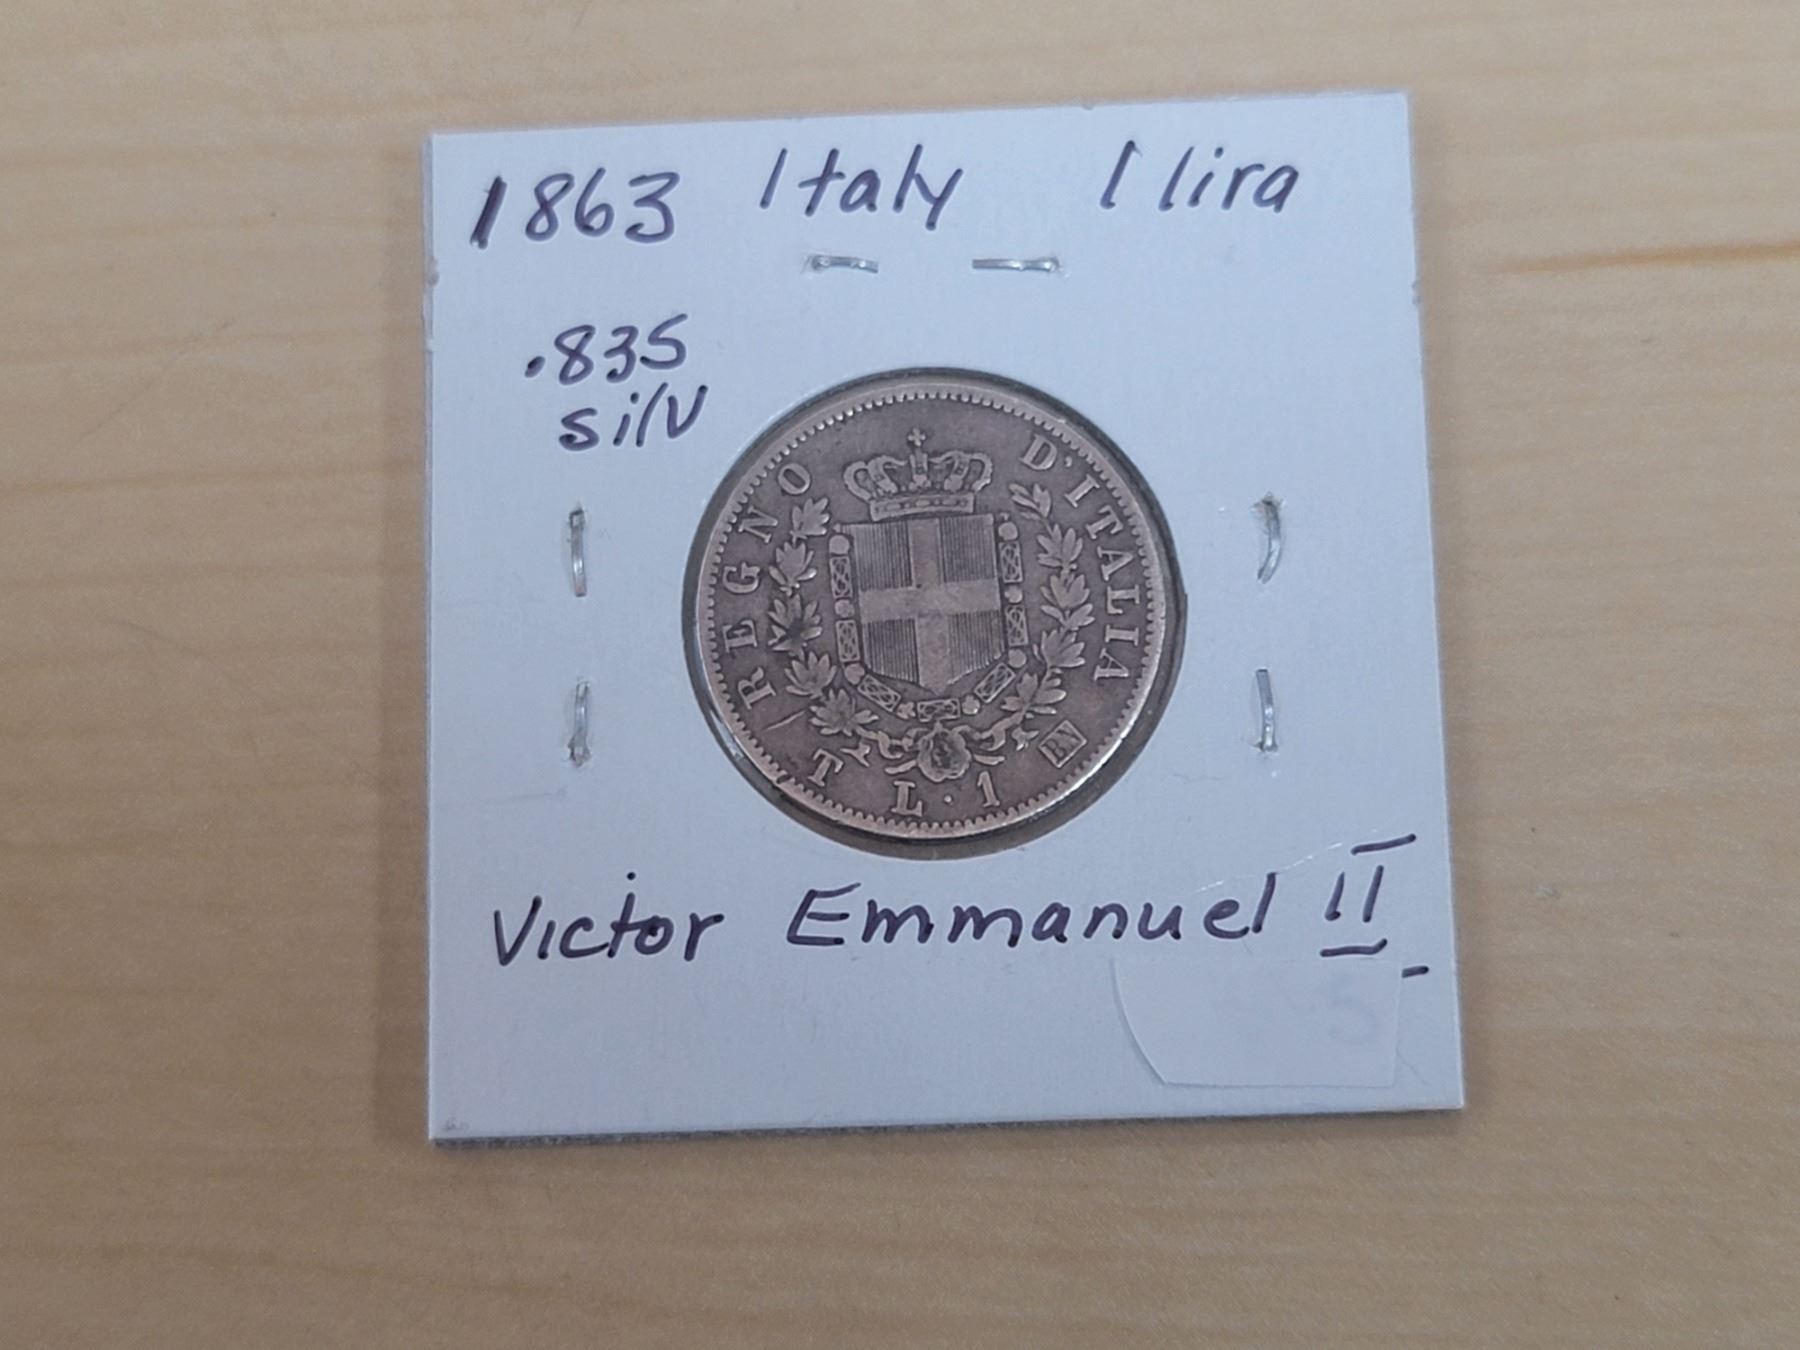 1863 Italy 1 lira
.835
silv
REGNO D'ITALIA
T L·1 BN
Victor Emmanuel II
S